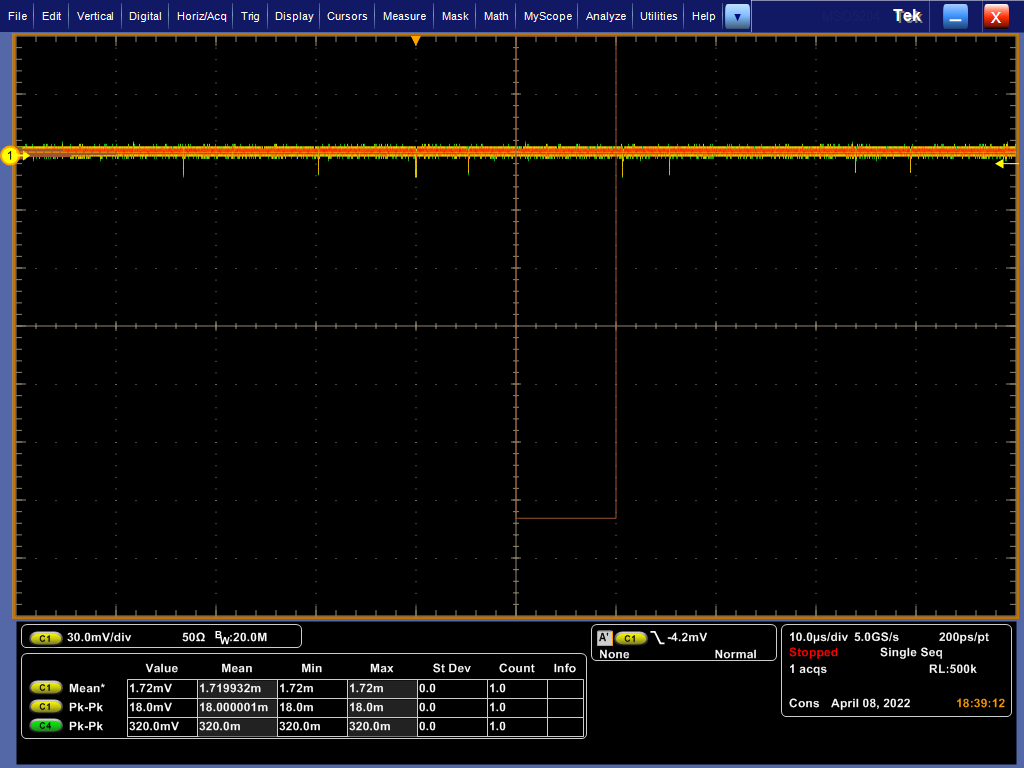 File Edit Vertical Digital Horiz/Acq Trig Display Cursors Measure Mask Math MyScope Analyze Utilities Help ▼ Tek X
1
C1 30.0mV/div 50Ω BW:20.0M
A' C1 -4.2mV
None Normal
10.0µs/div 5.0GS/s 200ps/pt
Stopped Single Seq
1 acqs RL:500k
Cons April 08, 2022 18:39:12
Value Mean Min Max St Dev Count Info
C1 Mean* 1.72mV 1.719932m 1.72m 1.72m 0.0 1.0
C1 Pk-Pk 18.0mV 18.000001m 18.0m 18.0m 0.0 1.0
C4 Pk-Pk 320.0mV 320.0m 320.0m 320.0m 0.0 1.0